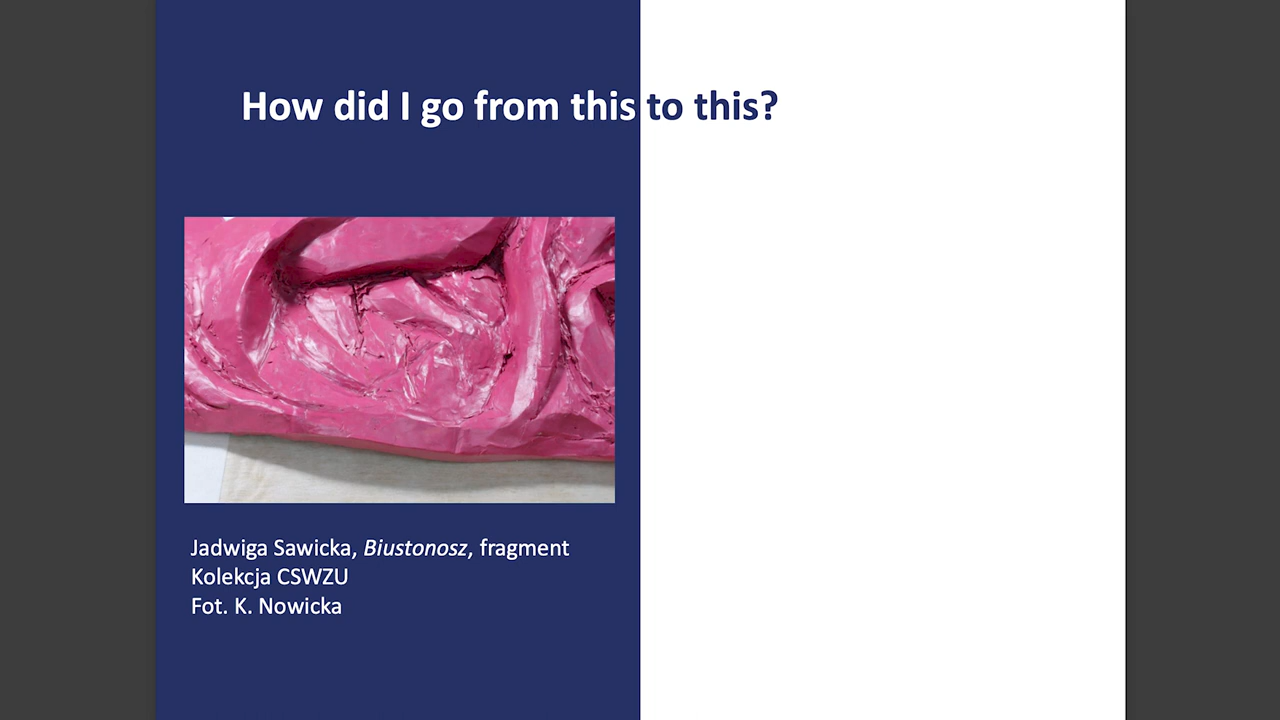 How did I go from this to this?
Jadwiga Sawicka, Biustonosz, fragment
Kolekcja CSWZU
Fot. K. Nowicka